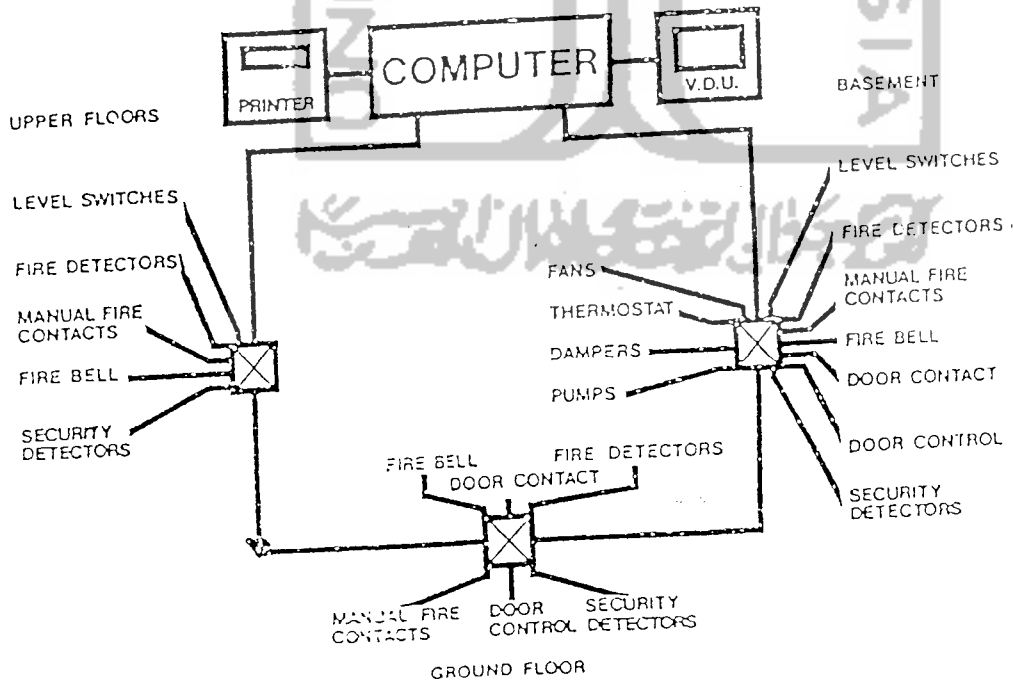 COMPUTER
PRINTER
V.D.U.
UPPER FLOORS
BASEMENT
LEVEL SWITCHES
FIRE DETECTORS
MANUAL FIRE
CONTACTS
FIRE BELL
SECURITY
DETECTORS
FANS
THERMOSTAT
DAMPERS
PUMPS
LEVEL SWITCHES
FIRE DETECTORS
MANUAL FIRE
CONTACTS
FIRE BELL
DOOR CONTACT
DOOR CONTROL
SECURITY
DETECTORS
FIRE BELL
DOOR CONTACT
FIRE DETECTORS
MANUAL FIRE
CONTACTS
DOOR
CONTROL
SECURITY
DETECTORS
GROUND FLOOR